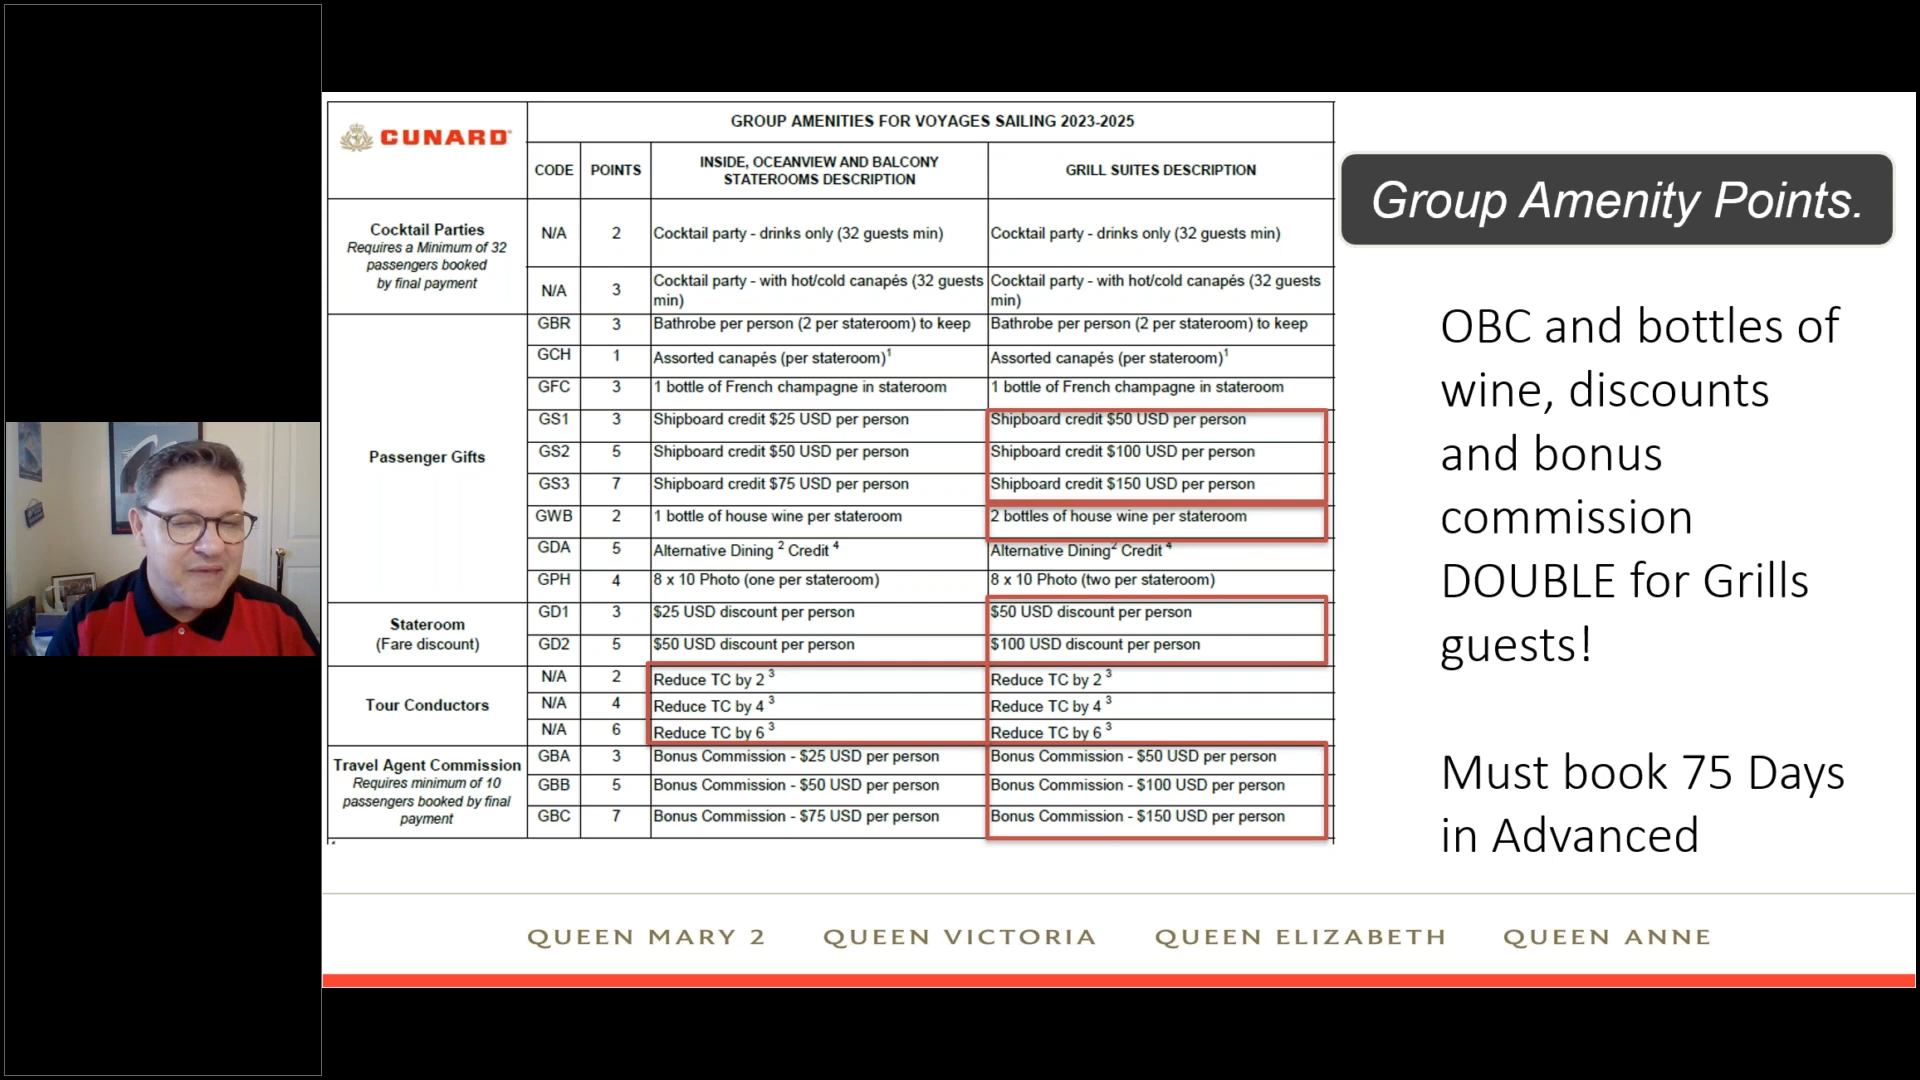 CUNARD
GROUP AMENITIES FOR VOYAGES SAILING 2023-2025
CODE
POINTS
INSIDE, OCEANVIEW AND BALCONY
STATEROOMS DESCRIPTION
GRILL SUITES DESCRIPTION
Cocktail Parties
Requires a Minimum of 32
passengers booked
by final payment
N/A 2 Cocktail party - drinks only (32 guests min) Cocktail party - drinks only (32 guests min)
N/A 3 Cocktail party - with hot/cold canapés (32 guests
min)
Cocktail party - with hot/cold canapés (32 guests
min)
Passenger Gifts
GBR 3 Bathrobe per person (2 per stateroom) to keep Bathrobe per person (2 per stateroom) to keep
GCH 1 Assorted canapés (per stateroom)1 Assorted canapés (per stateroom)1
GFC 3 1 bottle of French champagne in stateroom 1 bottle of French champagne in stateroom
GS1 3 Shipboard credit $25 USD per person Shipboard credit $50 USD per person
GS2 5 Shipboard credit $50 USD per person Shipboard credit $100 USD per person
GS3 7 Shipboard credit $75 USD per person Shipboard credit $150 USD per person
GWB 2 1 bottle of house wine per stateroom 2 bottles of house wine per stateroom
GDA 5 Alternative Dining 2 Credit 4 Alternative Dining2 Credit 4
GPH 4 8 x 10 Photo (one per stateroom) 8 x 10 Photo (two per stateroom)
Stateroom
(Fare discount)
GD1 3 $25 USD discount per person $50 USD discount per person
GD2 5 $50 USD discount per person $100 USD discount per person
Tour Conductors
N/A 2 Reduce TC by 2 3 Reduce TC by 2 3
N/A 4 Reduce TC by 4 3 Reduce TC by 4 3
N/A 6 Reduce TC by 6 3 Reduce TC by 6 3
Travel Agent Commission
Requires minimum of 10
passengers booked by final
payment
GBA 3 Bonus Commission - $25 USD per person Bonus Commission - $50 USD per person
GBB 5 Bonus Commission - $50 USD per person Bonus Commission - $100 USD per person
GBC 7 Bonus Commission - $75 USD per person Bonus Commission - $150 USD per person
Group Amenity Points.
OBC and bottles of
wine, discounts
and bonus
commission
DOUBLE for Grills
guests!
Must book 75 Days
in Advanced
QUEEN MARY 2 QUEEN VICTORIA QUEEN ELIZABETH QUEEN ANNE